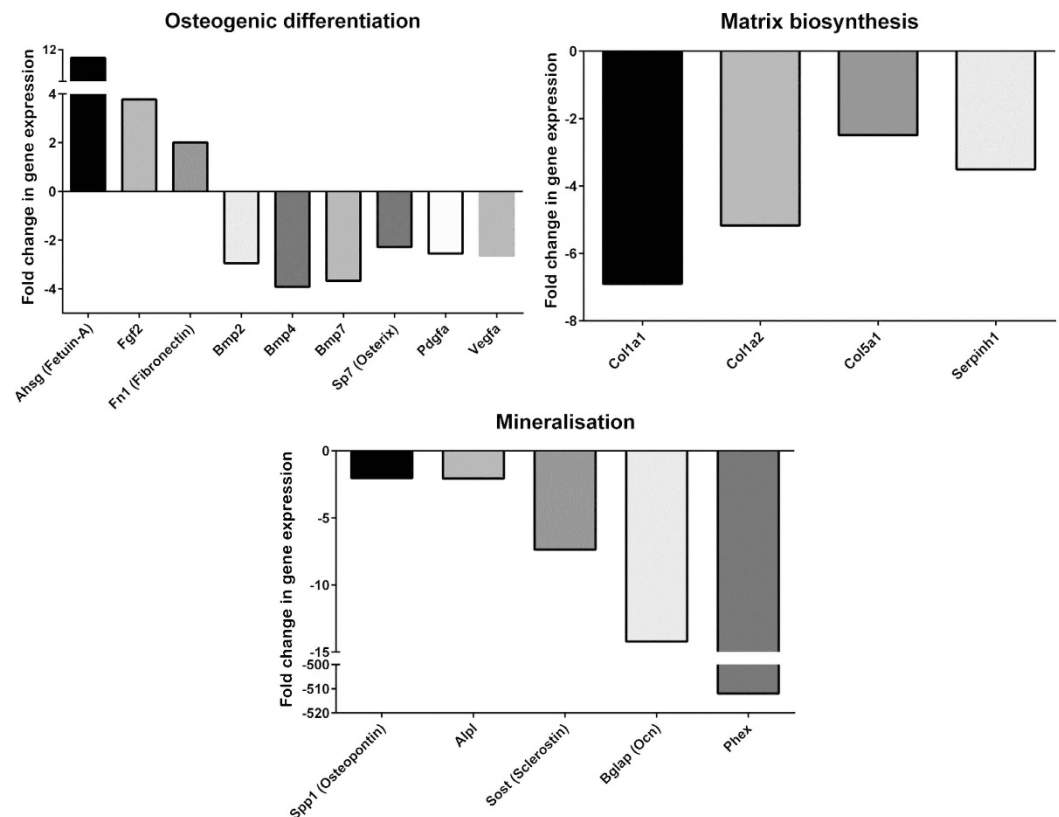 Osteogenic differentiation
Fold change in gene expression
12
4
2
0
-2
-4
Ahsg (Fetuin-A)
Fgf2
Fn1 (Fibronectin)
Bmp2
Bmp4
Bmp7
Sp7 (Osterix)
Pdgfa
Vegfa
Matrix biosynthesis
Fold change in gene expression
0
-2
-4
-6
-8
Col1a1
Col1a2
Col5a1
Serpinh1
Mineralisation
Fold change in gene expression
0
-5
-10
-15
-500
-510
-520
Spp1 (Osteopontin)
Alpl
Sost (Sclerostin)
Bglap (Ocn)
Phex